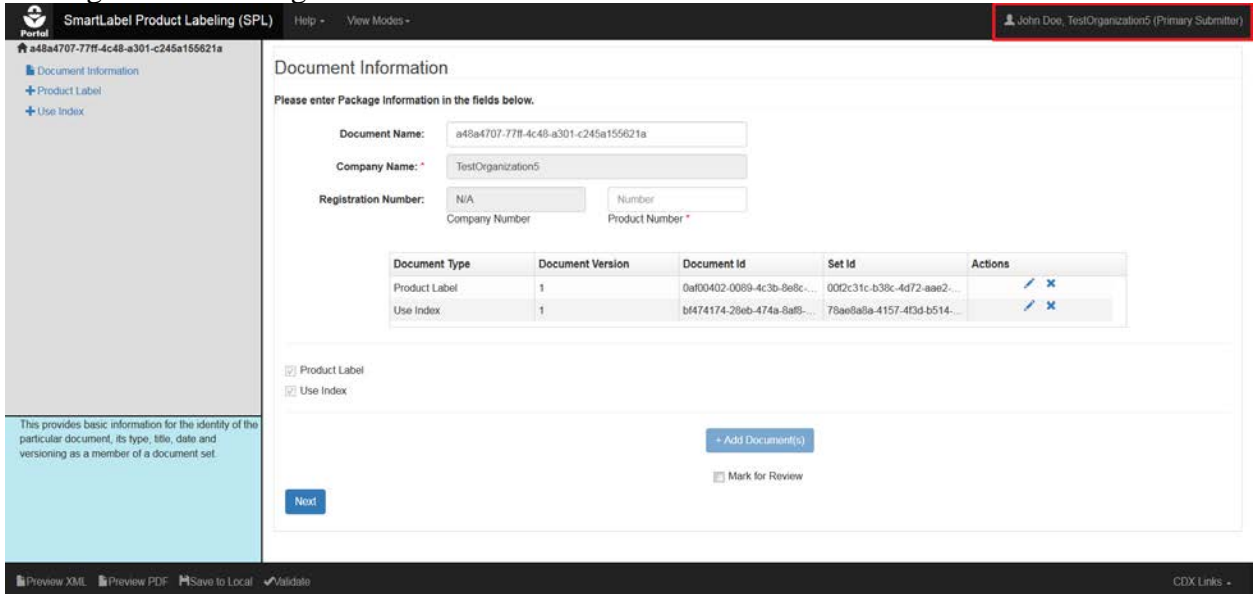 SmartLabel Product Labeling (SPL) Help View Modes John Doe, TestOrganization5 (Primary Submitter)
Portal
a48a4707-77ff-4c48-a301-c245a155621a
Document Information
Product Label
Use Index
Document Information
Please enter Package Information in the fields below.
Document Name: a48a4707-77ff-4c48-a301-c245a155621a
Company Name: * TestOrganization5
Registration Number: N/A Number
Company Number Product Number *
Document Type Document Version Document Id Set Id Actions
Product Label 1 0af00402-0089-4c3b-8e8c-... 00f2c31c-b38c-4d72-aae2-...
Use Index 1 bf474174-28eb-474a-8af8-... 78ae8a8a-4157-4f3d-b514-...
Product Label
Use Index
+ Add Document(s)
Mark for Review
Next
This provides basic information for the identity of the
particular document, its type, title, date and
versioning as a member of a document set.
Preview XML Preview PDF Save to Local Validate CDX Links